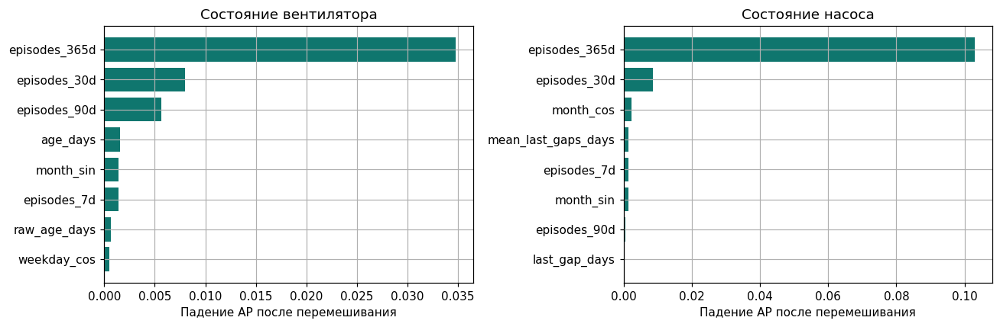 Состояние вентилятора
episodes_365d
episodes_30d
episodes_90d
age_days
month_sin
episodes_7d
raw_age_days
weekday_cos
0.000 0.005 0.010 0.015 0.020 0.025 0.030 0.035
Падение AP после перемешивания
Состояние насоса
episodes_365d
episodes_30d
month_cos
mean_last_gaps_days
episodes_7d
month_sin
episodes_90d
last_gap_days
0.00 0.02 0.04 0.06 0.08 0.10
Падение AP после перемешивания